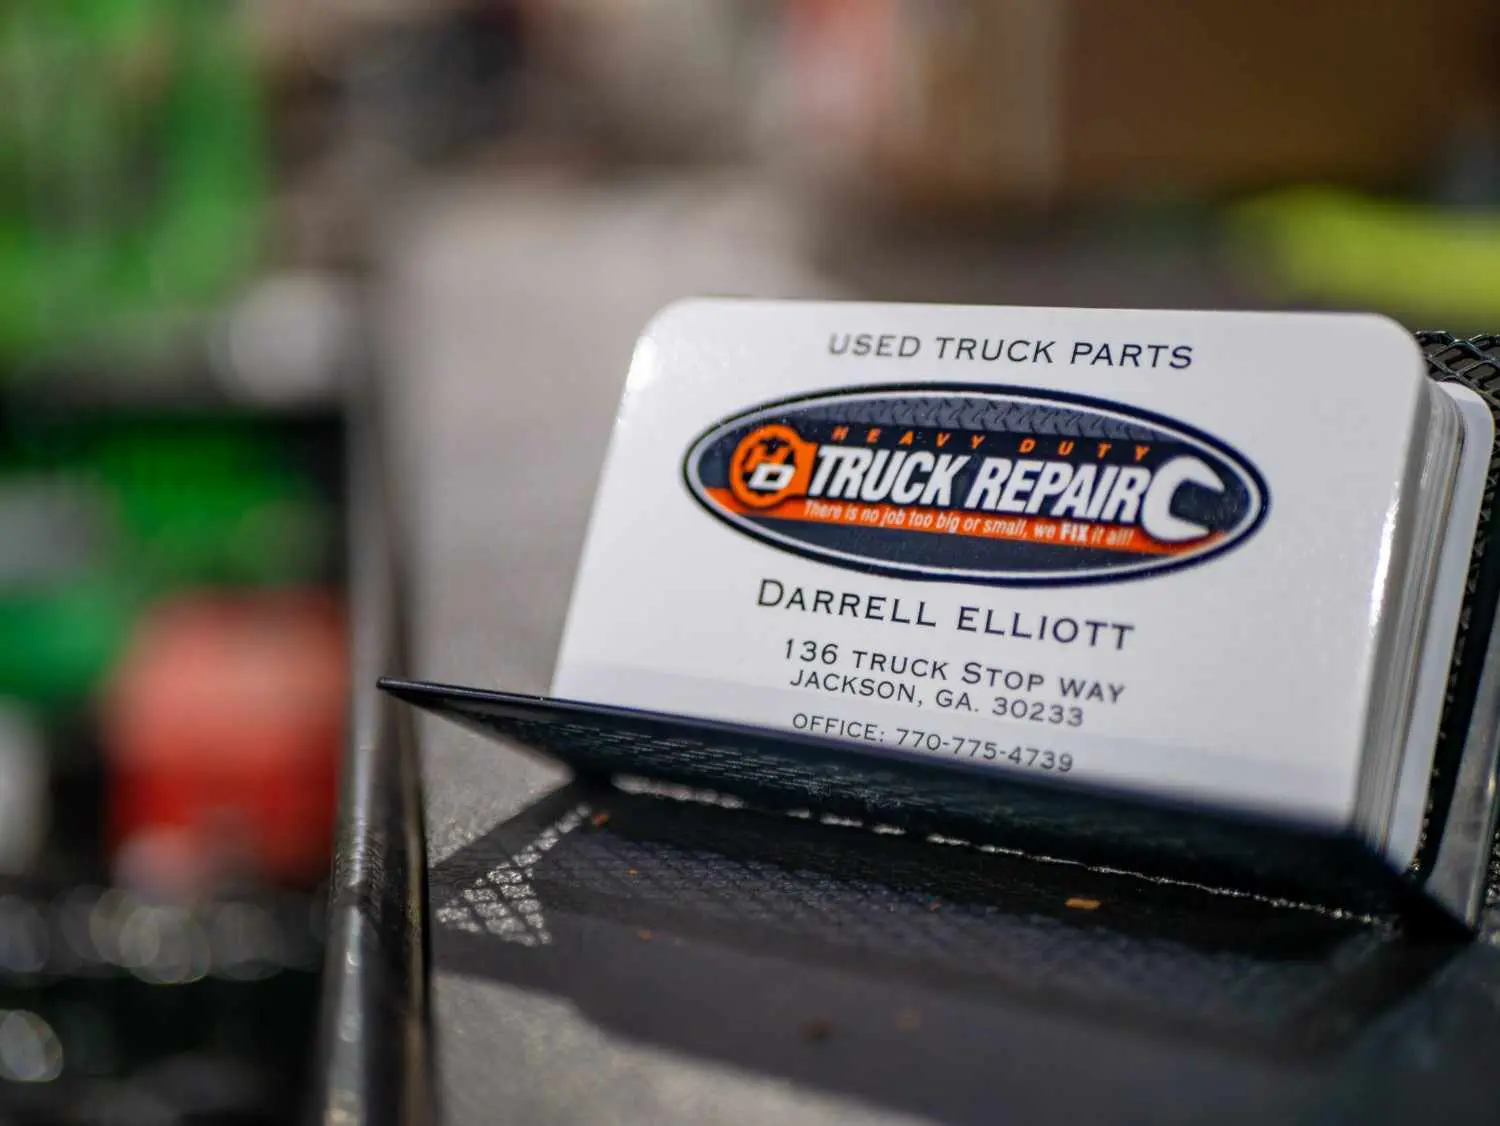 USED TRUCK PARTS
HEAVY DUTY
HD TRUCK REPAIR
There is no job too big or small, we FIX it all!
DARRELL ELLIOTT
136 TRUCK STOP WAY
JACKSON, GA. 30233
OFFICE: 770-775-4739